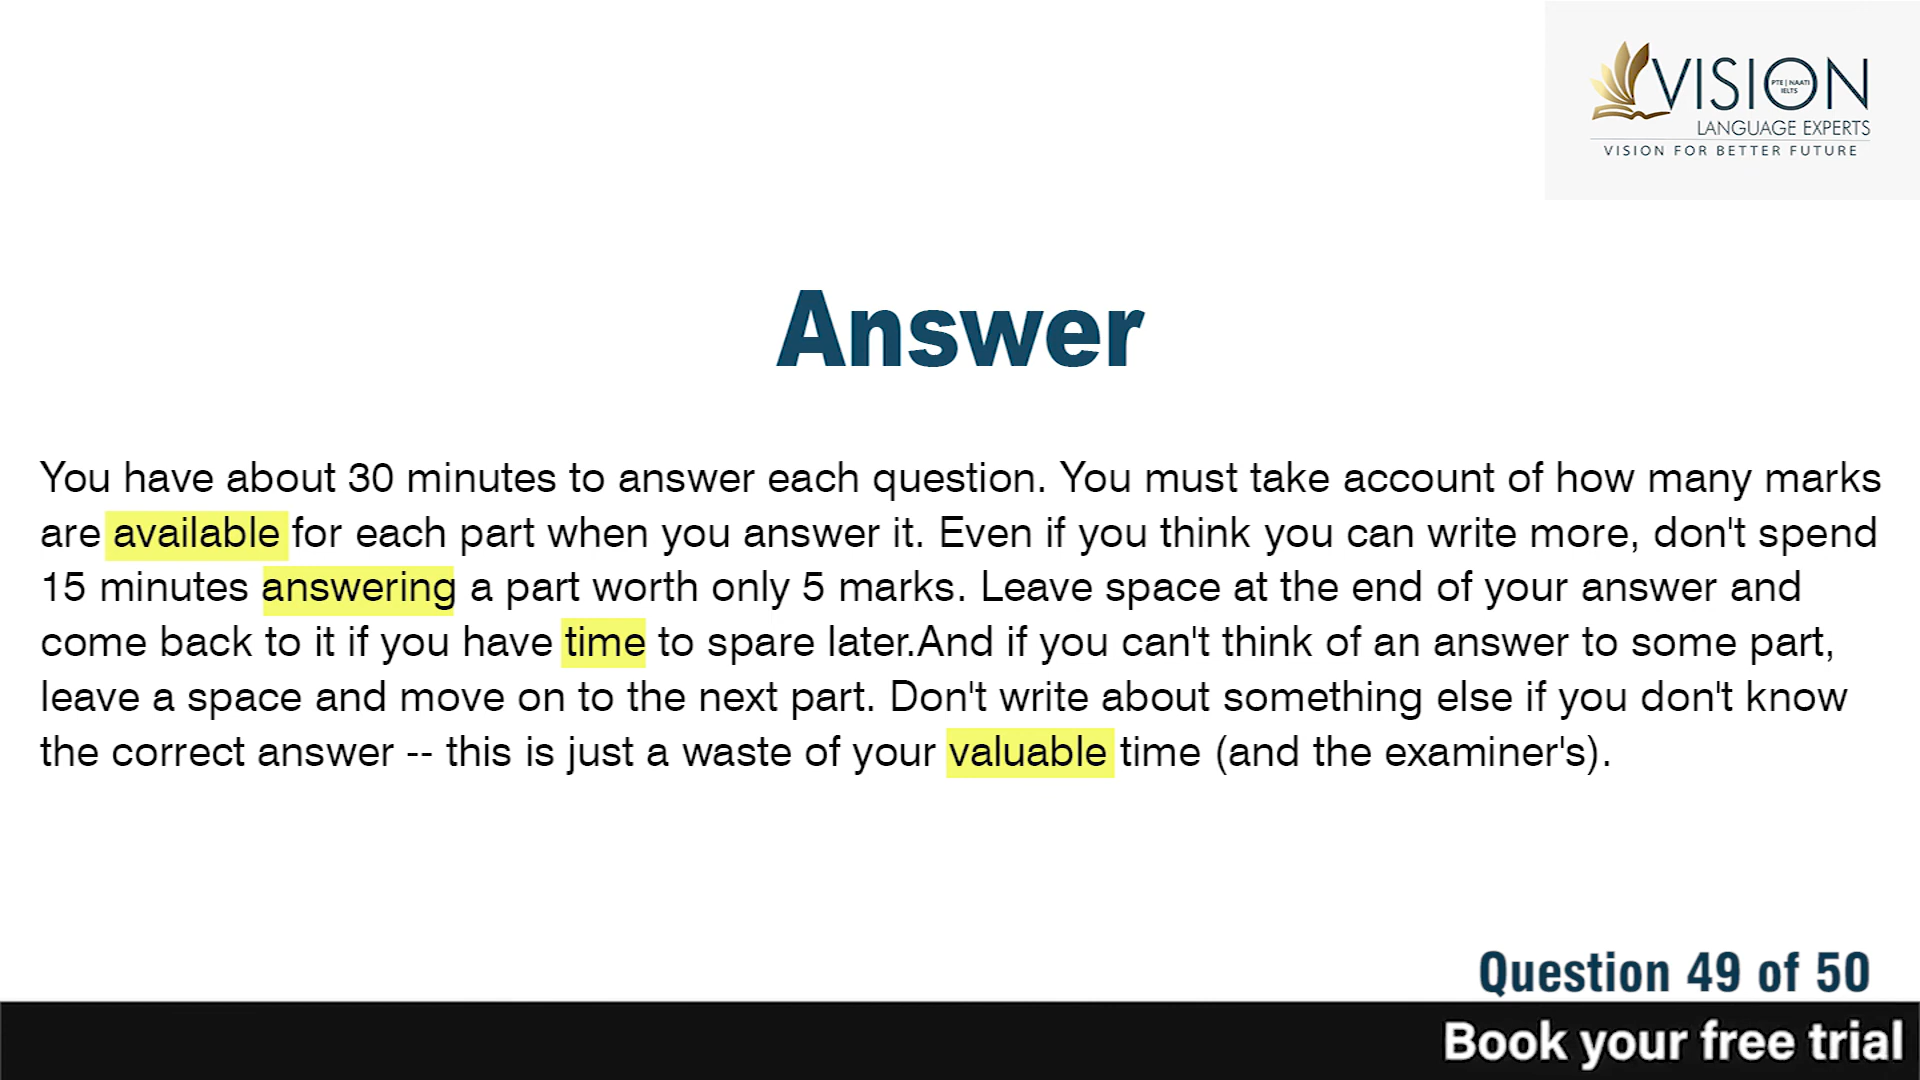 VISION
PTE | NAATI
IELTS
LANGUAGE EXPERTS
VISION FOR BETTER FUTURE
Answer
You have about 30 minutes to answer each question. You must take account of how many marks
are available for each part when you answer it. Even if you think you can write more, don't spend
15 minutes answering a part worth only 5 marks. Leave space at the end of your answer and
come back to it if you have time to spare later.And if you can't think of an answer to some part,
leave a space and move on to the next part. Don't write about something else if you don't know
the correct answer -- this is just a waste of your valuable time (and the examiner's).
Question 49 of 50
Book your free trial